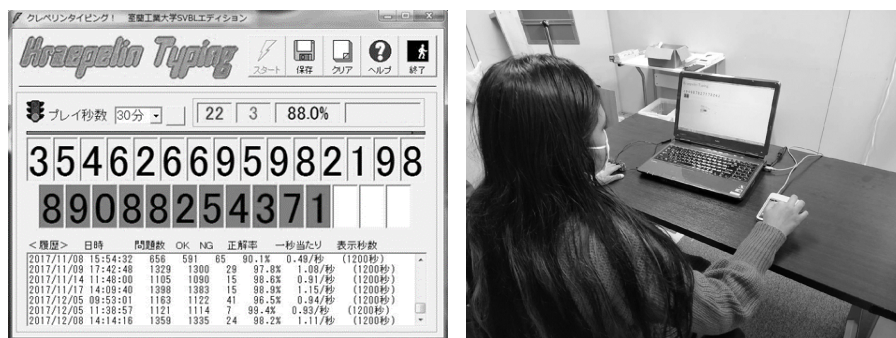 クレペリンタイピング！ 室蘭工業大学SVBLエディション
Kraepelin Typing
スタート 保存 クリア ヘルプ 終了
プレイ秒数 30分 22 3 88.0%
354626695982198
89088254371
＜履歴＞ 日時 問題数 OK NG 正解率 一秒当たり 表示秒数
2017/11/08 15:54:32 656 591 65 90.1% 0.49/秒 (1200秒)
2017/11/09 17:42:48 1329 1300 29 97.8% 1.08/秒 (1200秒)
2017/11/14 11:48:00 1105 1090 15 98.6% 0.91/秒 (1200秒)
2017/11/17 14:09:40 1398 1383 15 98.9% 1.15/秒 (1200秒)
2017/12/05 09:53:01 1163 1122 41 96.5% 0.94/秒 (1200秒)
2017/12/05 11:38:57 1121 1114 7 99.4% 0.93/秒 (1200秒)
2017/12/08 14:14:16 1359 1335 24 98.2% 1.11/秒 (1200秒)